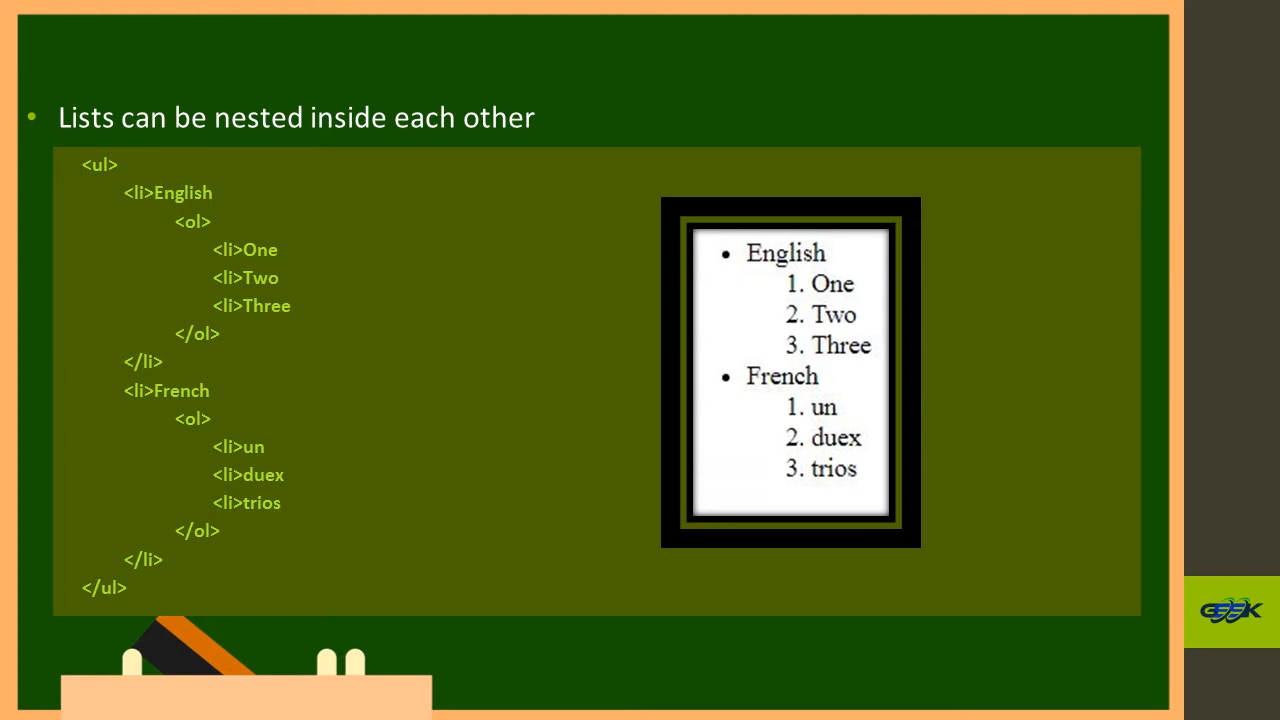 • Lists can be nested inside each other
<ul>
<li>English
<ol>
<li>One
<li>Two
<li>Three
</ol>
</li>
<li>French
<ol>
<li>un
<li>duex
<li>trios
</ol>
</li>
</ul>
• English
1. One
2. Two
3. Three
• French
1. un
2. duex
3. trios
GEEK